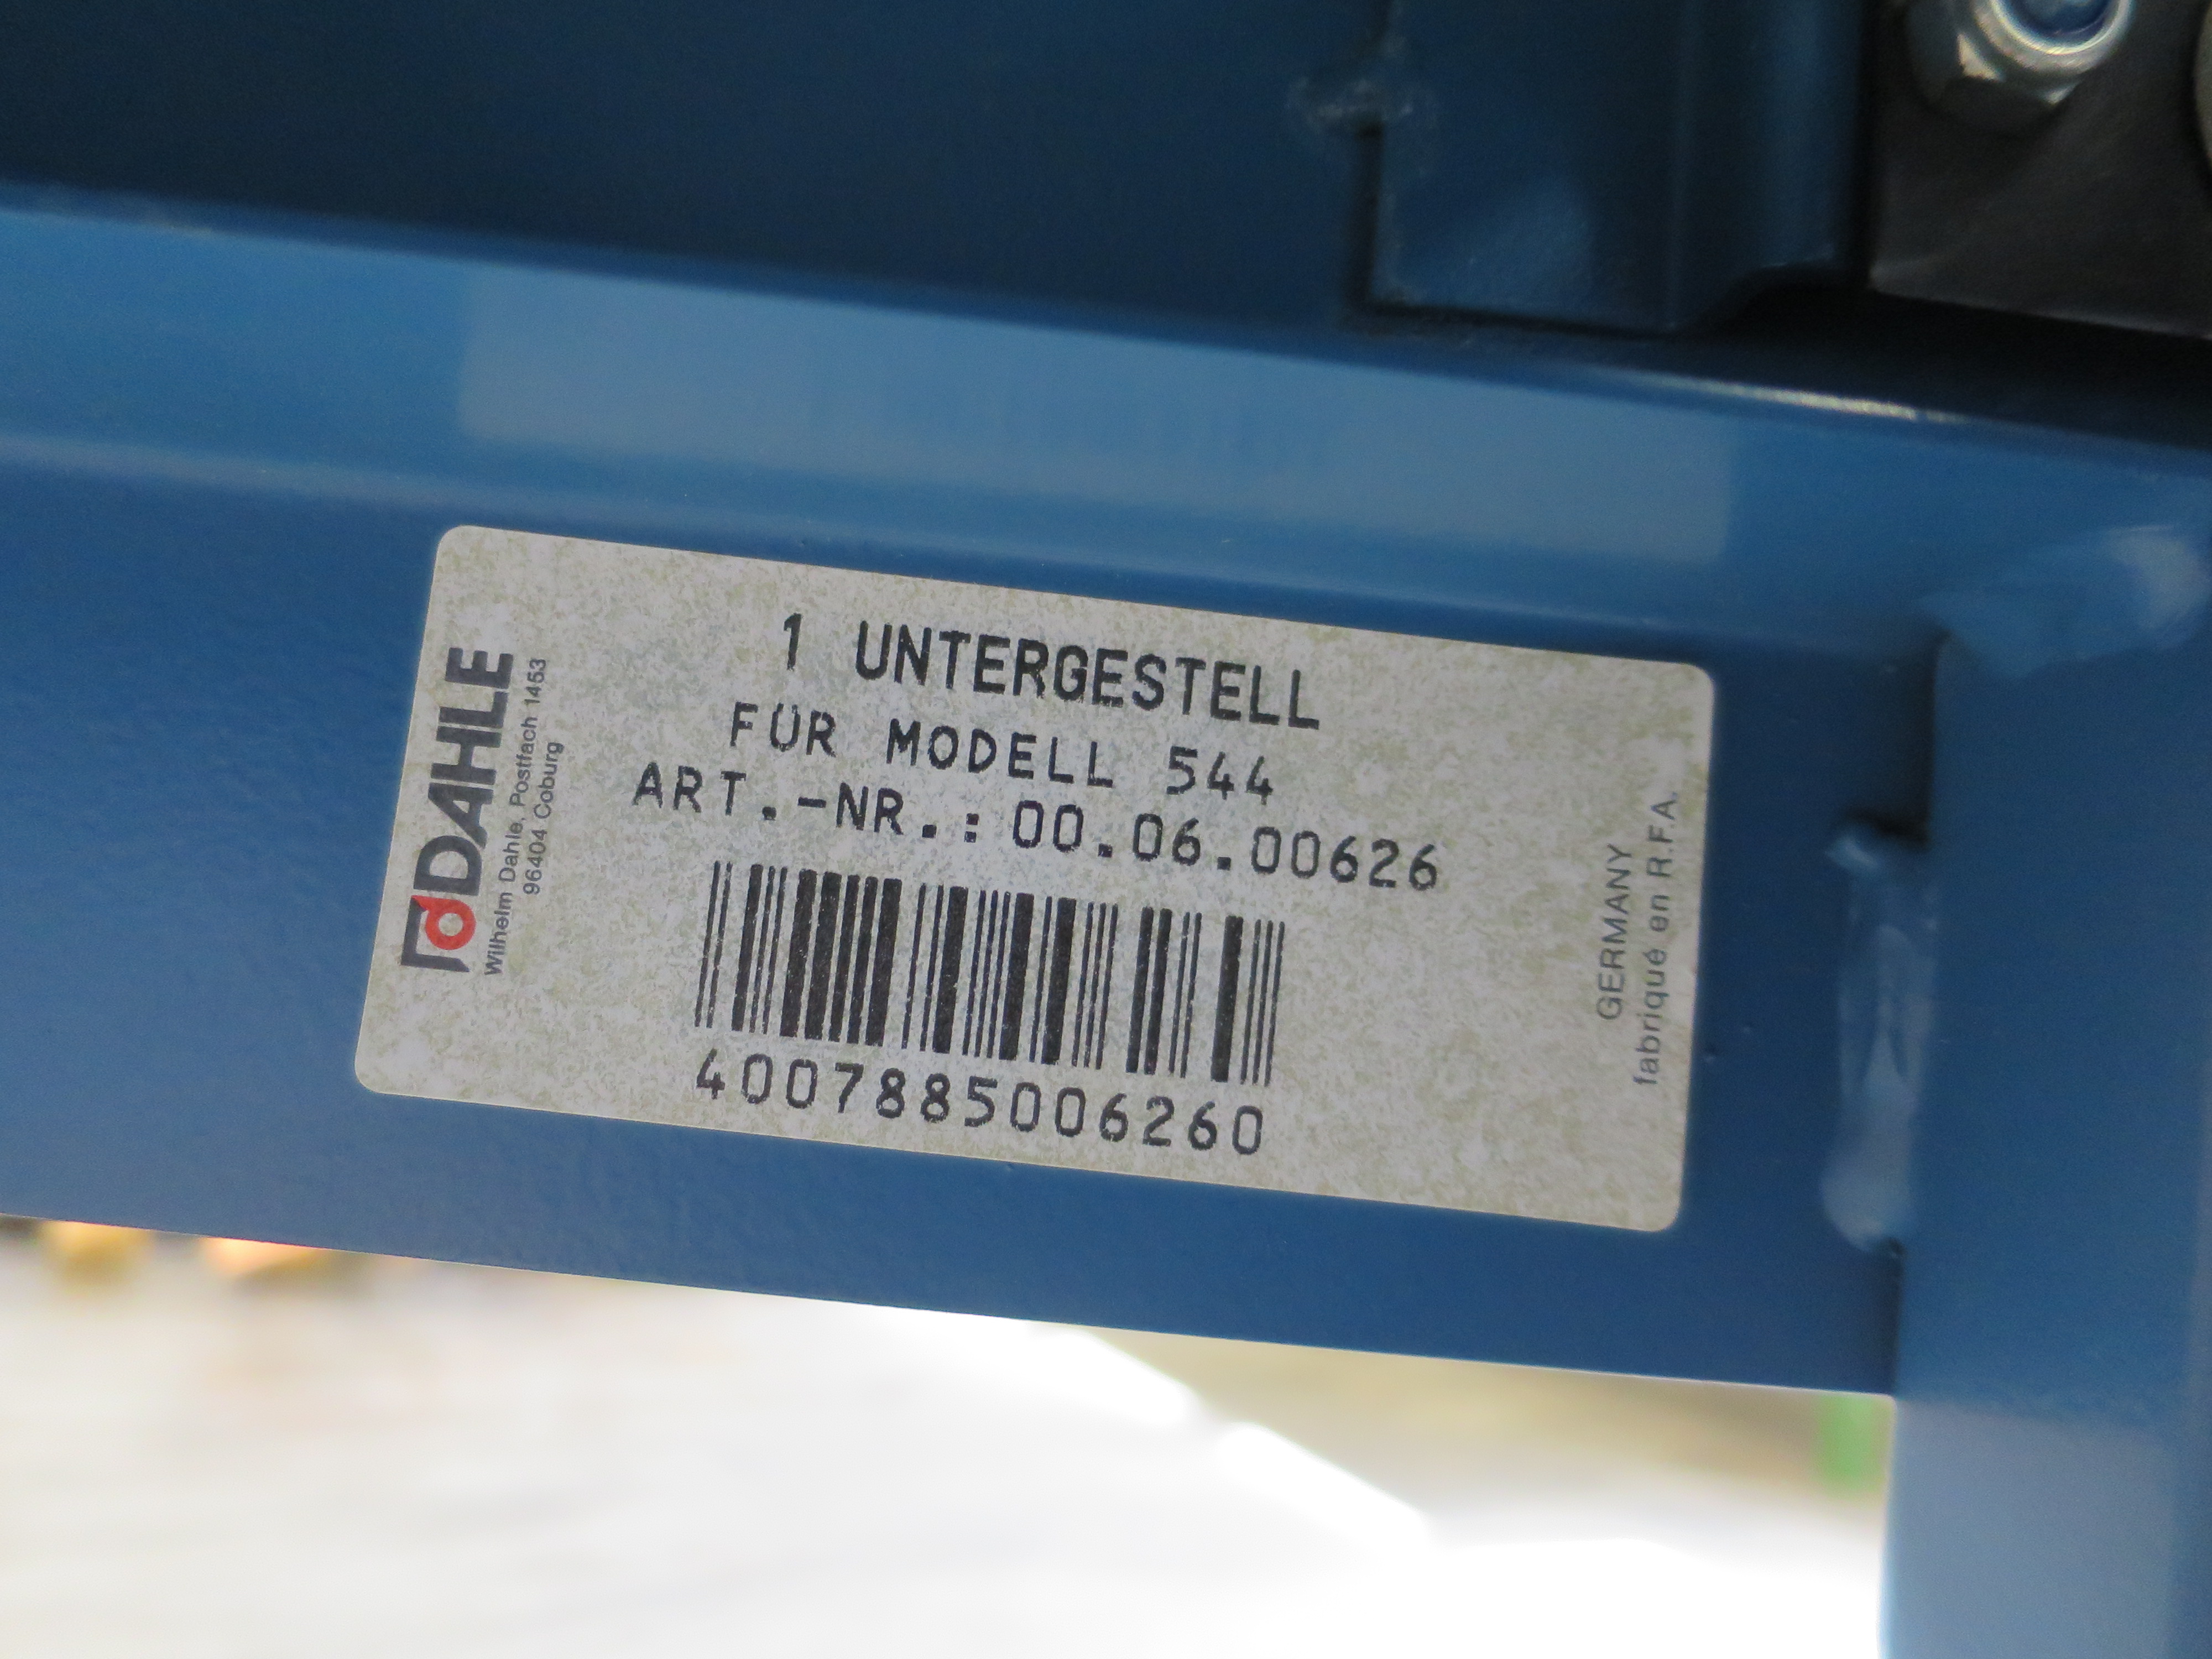 1 UNTERGESTELL
FÜR MODELL 544
ART.-NR.: 00.06.00626
4007885006260
DAHLE
Wilhelm Dahle, Postfach 1453
96404 Coburg
GERMANY
fabriqué en R.F.A.